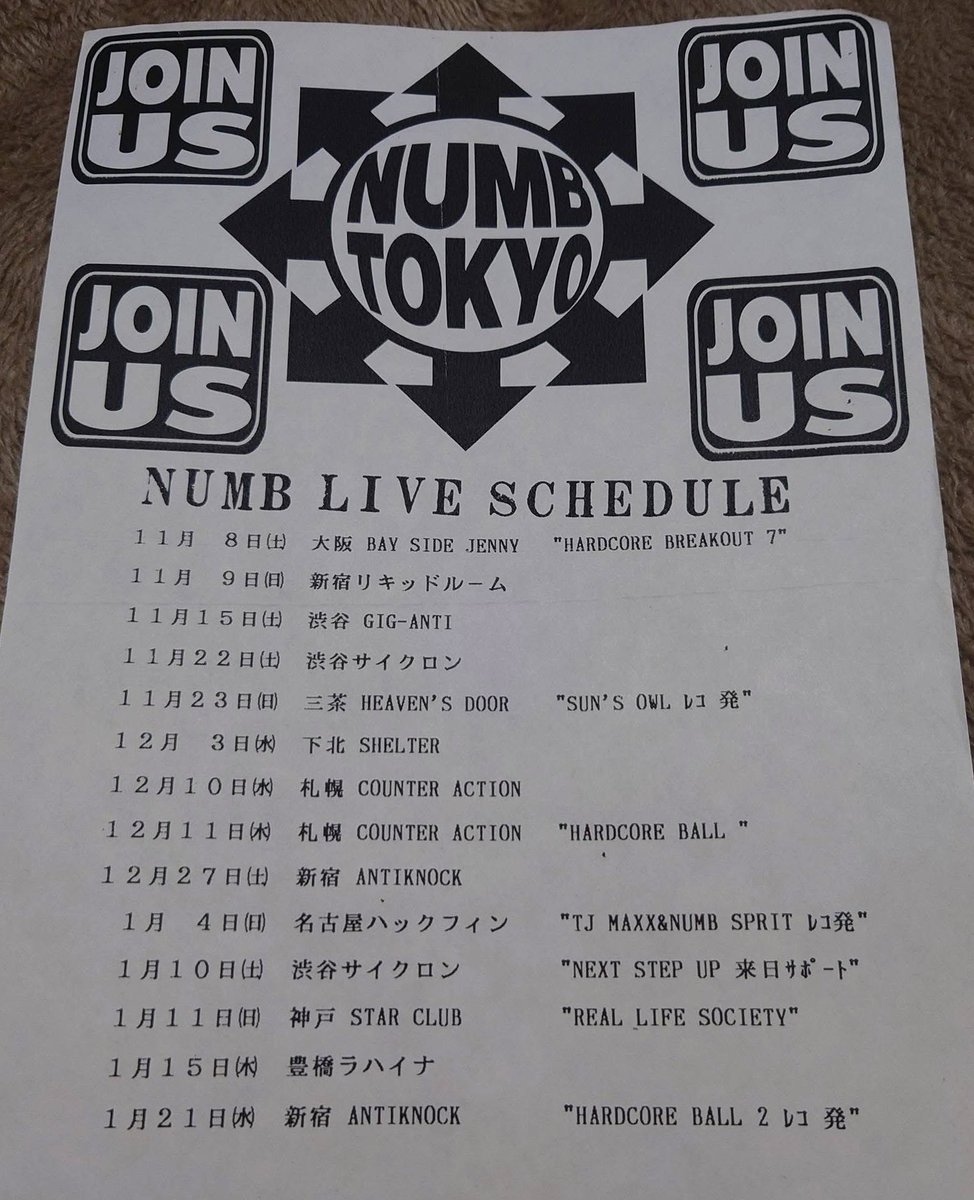 JOIN US
NUMB TOKYO
JOIN US
JOIN US
JOIN US
NUMB LIVE SCHEDULE
11月 8日㈯ 大阪 BAY SIDE JENNY "HARDCORE BREAKOUT 7"
11月 9日㈰ 新宿リキッドルーム
11月15日㈯ 渋谷 GIG-ANTI
11月22日㈯ 渋谷サイクロン
11月23日㈰ 三茶 HEAVEN'S DOOR "SUN'S OWL ﾚｺ 発"
12月 3日㈬ 下北 SHELTER
12月10日㈬ 札幌 COUNTER ACTION
12月11日㈭ 札幌 COUNTER ACTION "HARDCORE BALL "
12月27日㈯ 新宿 ANTIKNOCK
1月 4日㈰ 名古屋ハックフィン "TJ MAXX&NUMB SPRIT ﾚｺ発"
1月10日㈯ 渋谷サイクロン "NEXT STEP UP 来日ｻﾎﾟｰﾄ"
1月11日㈰ 神戸 STAR CLUB "REAL LIFE SOCIETY"
1月15日㈭ 豊橋ラハイナ
1月21日㈬ 新宿 ANTIKNOCK "HARDCORE BALL 2 ﾚｺ 発"